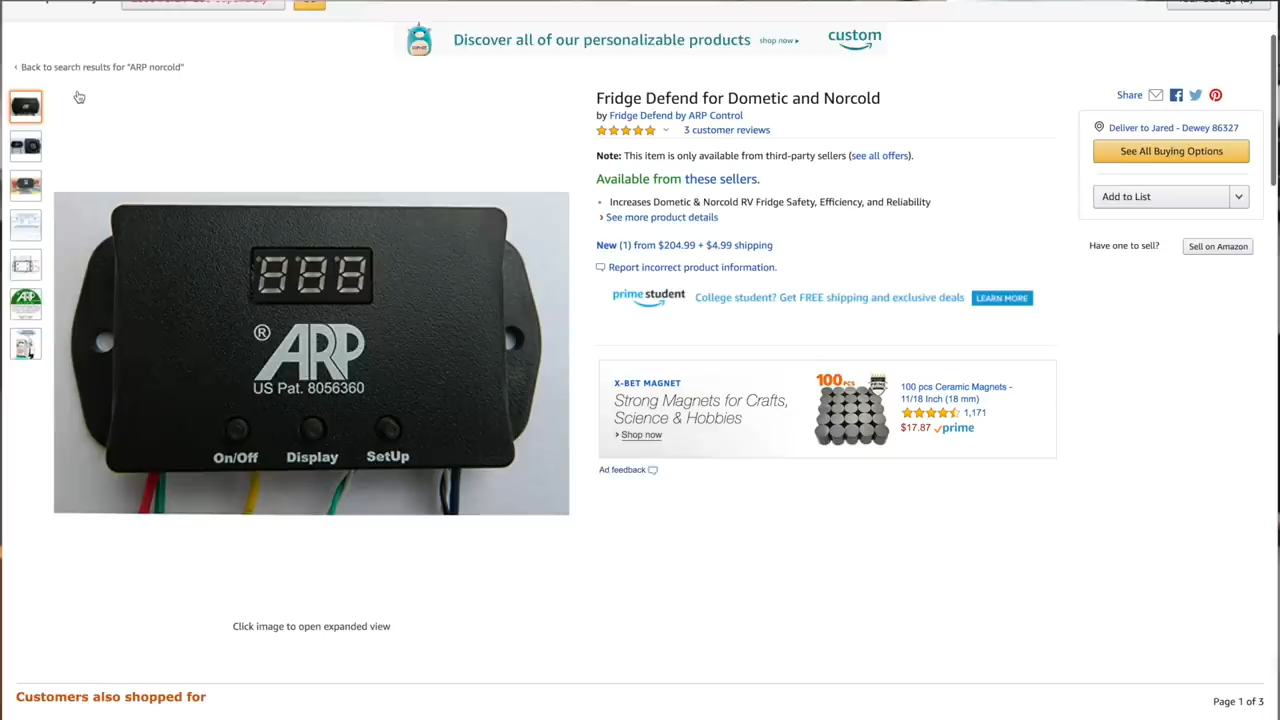 Discover all of our personalizable products shop now ▸ custom
‹ Back to search results for "ARP norcold"
Fridge Defend for Dometic and Norcold
by Fridge Defend by ARP Control
3 customer reviews
Note: This item is only available from third-party sellers (see all offers).
Available from these sellers.
• Increases Dometic & Norcold RV Fridge Safety, Efficiency, and Reliability
› See more product details
New (1) from $204.99 + $4.99 shipping
Report incorrect product information.
prime student College student? Get FREE shipping and exclusive deals LEARN MORE
X-BET MAGNET
Strong Magnets for Crafts,
Science & Hobbies
▸ Shop now
100 PCS
100 pcs Ceramic Magnets -
11/18 Inch (18 mm)
1,171
$17.87 prime
Ad feedback
Share
Deliver to Jared - Dewey 86327
See All Buying Options
Add to List
Have one to sell? Sell on Amazon
888
® ARP
US Pat. 8056360
On/Off Display SetUp
Click image to open expanded view
Customers also shopped for
Page 1 of 3